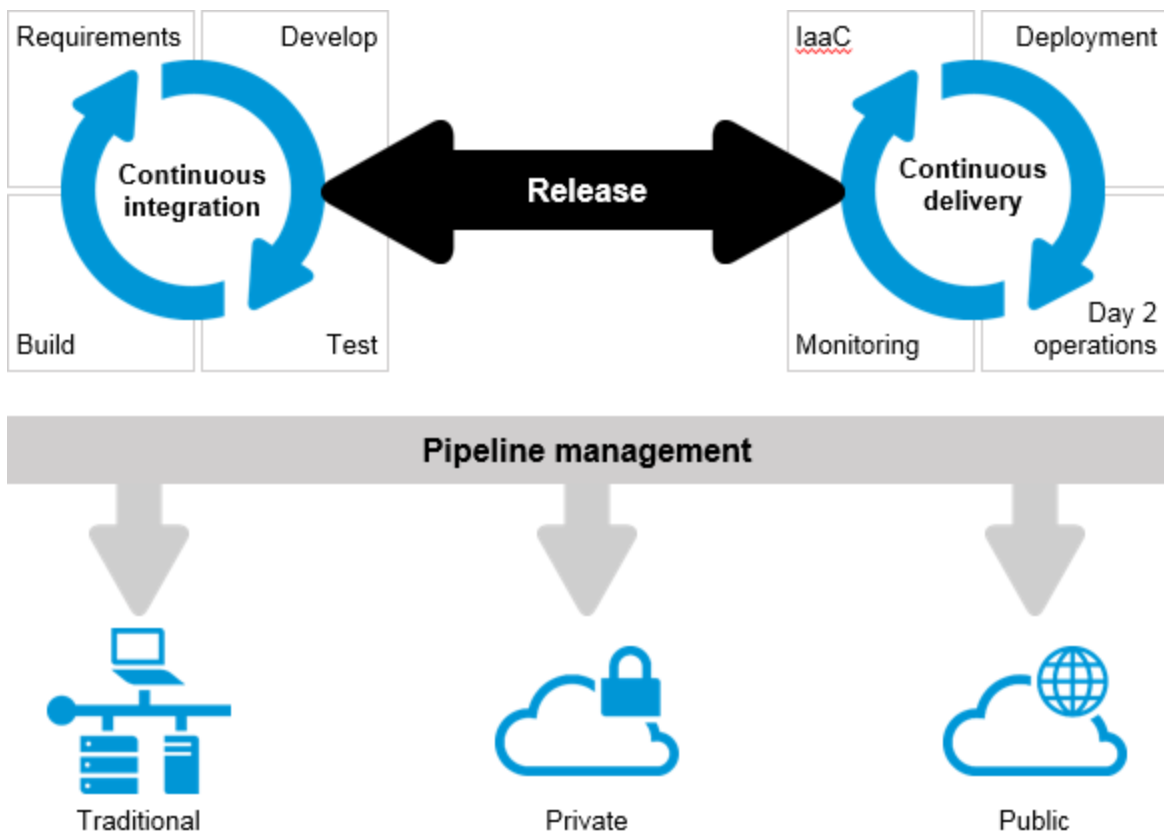 Requirements
Develop
Continuous
integration
Build
Test
Release
IaaC
Deployment
Continuous
delivery
Monitoring
Day 2
operations
Pipeline management
Traditional
Private
Public